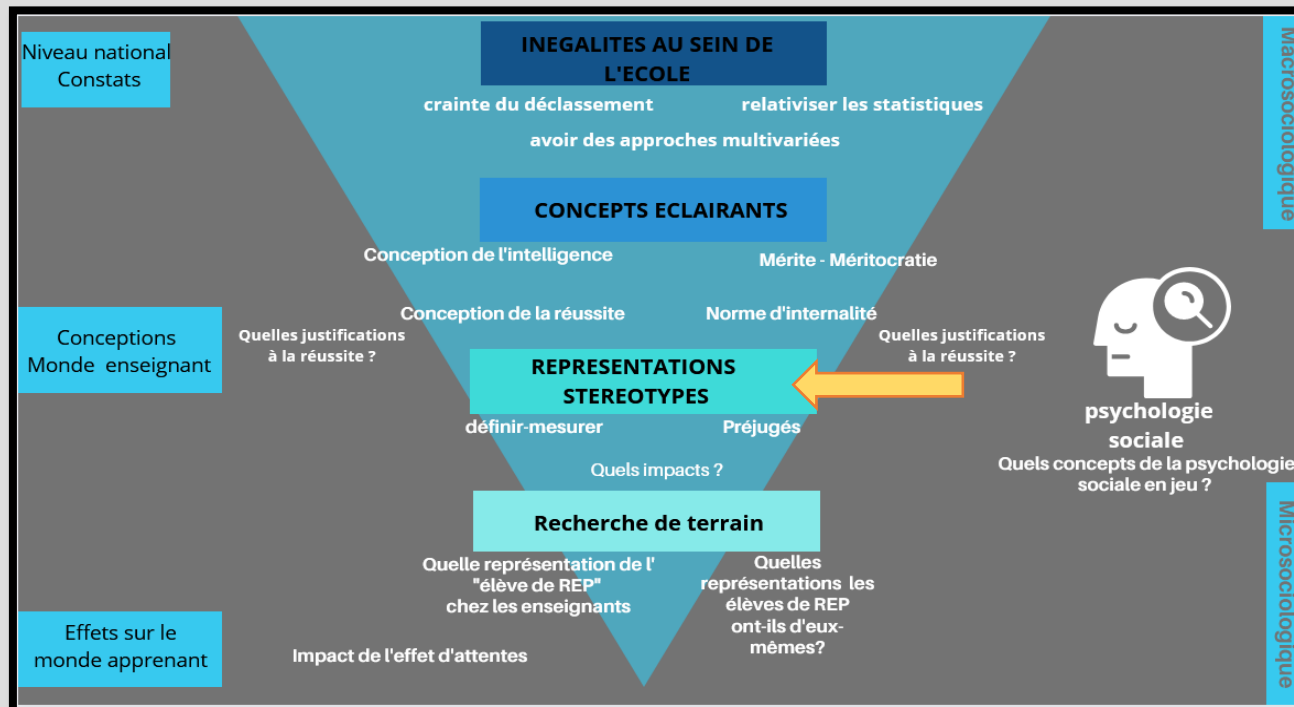 Niveau national
Constats
INEGALITES AU SEIN DE
L'ECOLE
crainte du déclassement
relativiser les statistiques
avoir des approches multivariées
Macrosociologique
CONCEPTS ECLAIRANTS
Conception de l'intelligence
Mérite - Méritocratie
Conception de la réussite
Norme d'internalité
Conceptions
Monde enseignant
Quelles justifications
à la réussite ?
Quelles justifications
à la réussite ?
REPRESENTATIONS
STEREOTYPES
définir-mesurer
Préjugés
Quels impacts ?
psychologie
sociale
Quels concepts de la psychologie
sociale en jeu ?
Recherche de terrain
Quelle représentation de l'
"élève de REP"
chez les enseignants
Quelles
représentations les
élèves de REP
ont-ils d'eux-
mêmes?
Microsociologique
Effets sur le
monde apprenant
Impact de l'effet d'attentes